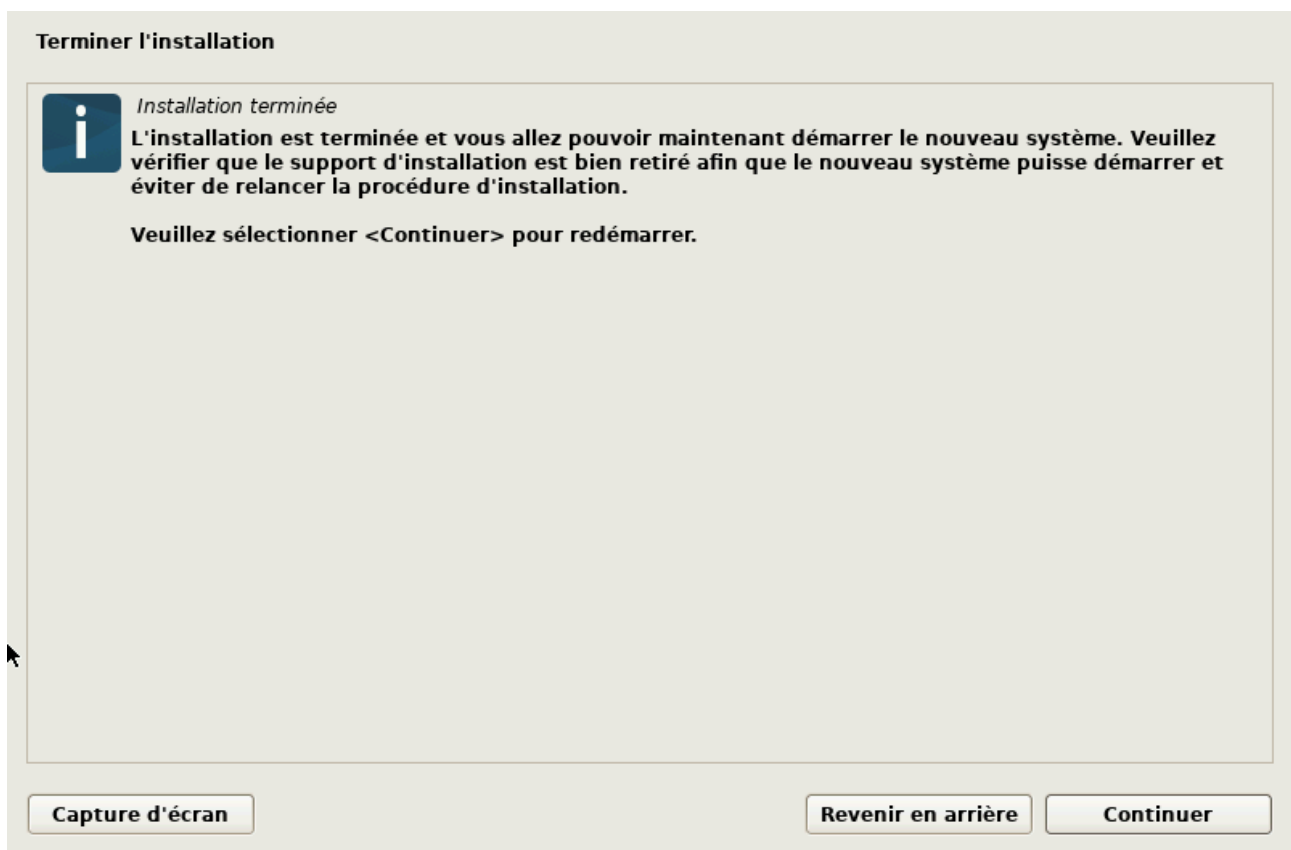 Terminer l'installation
Installation terminée
L'installation est terminée et vous allez pouvoir maintenant démarrer le nouveau système. Veuillez
vérifier que le support d'installation est bien retiré afin que le nouveau système puisse démarrer et
éviter de relancer la procédure d'installation.
Veuillez sélectionner <Continuer> pour redémarrer.
Capture d'écran
Revenir en arrière
Continuer